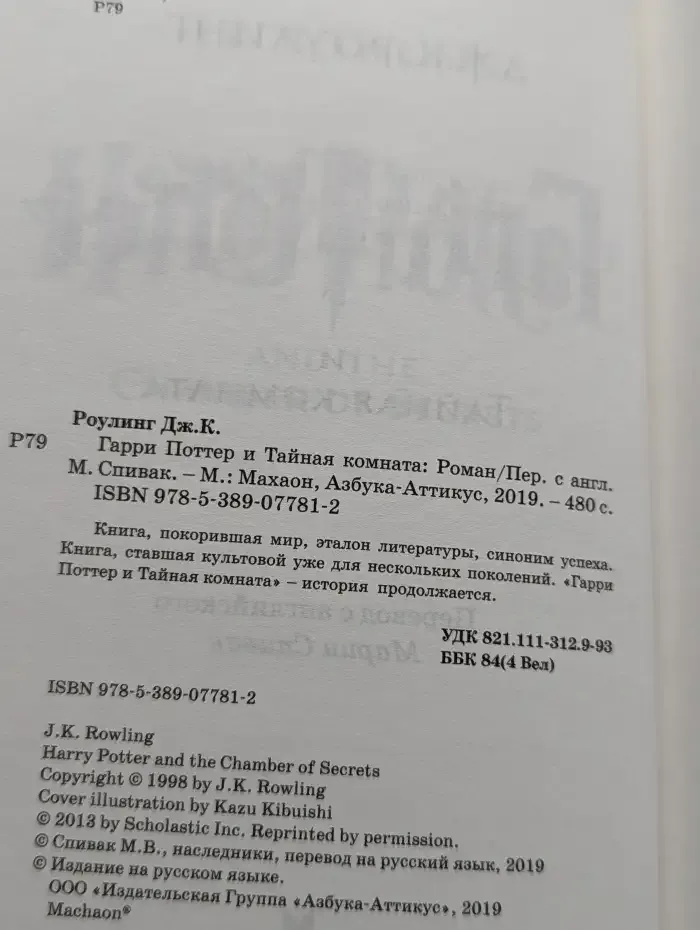 Р79
Роулинг Дж.К.
Р79 Гарри Поттер и Тайная комната: Роман/Пер. с англ.
М. Спивак. – М.: Махаон, Азбука-Аттикус, 2019. – 480 с.
ISBN 978-5-389-07781-2
Книга, покорившая мир, эталон литературы, синоним успеха.
Книга, ставшая культовой уже для нескольких поколений. «Гарри
Поттер и Тайная комната» – история продолжается.
УДК 821.111-312.9-93
ББК 84(4 Вел)
ISBN 978-5-389-07781-2
J.K. Rowling
Harry Potter and the Chamber of Secrets
Copyright © 1998 by J.K. Rowling
Cover illustration by Kazu Kibuishi
© 2013 by Scholastic Inc. Reprinted by permission.
© Спивак М.В., наследники, перевод на русский язык, 2019
© Издание на русском языке.
ООО «Издательская Группа «Азбука-Аттикус», 2019
Machaon®